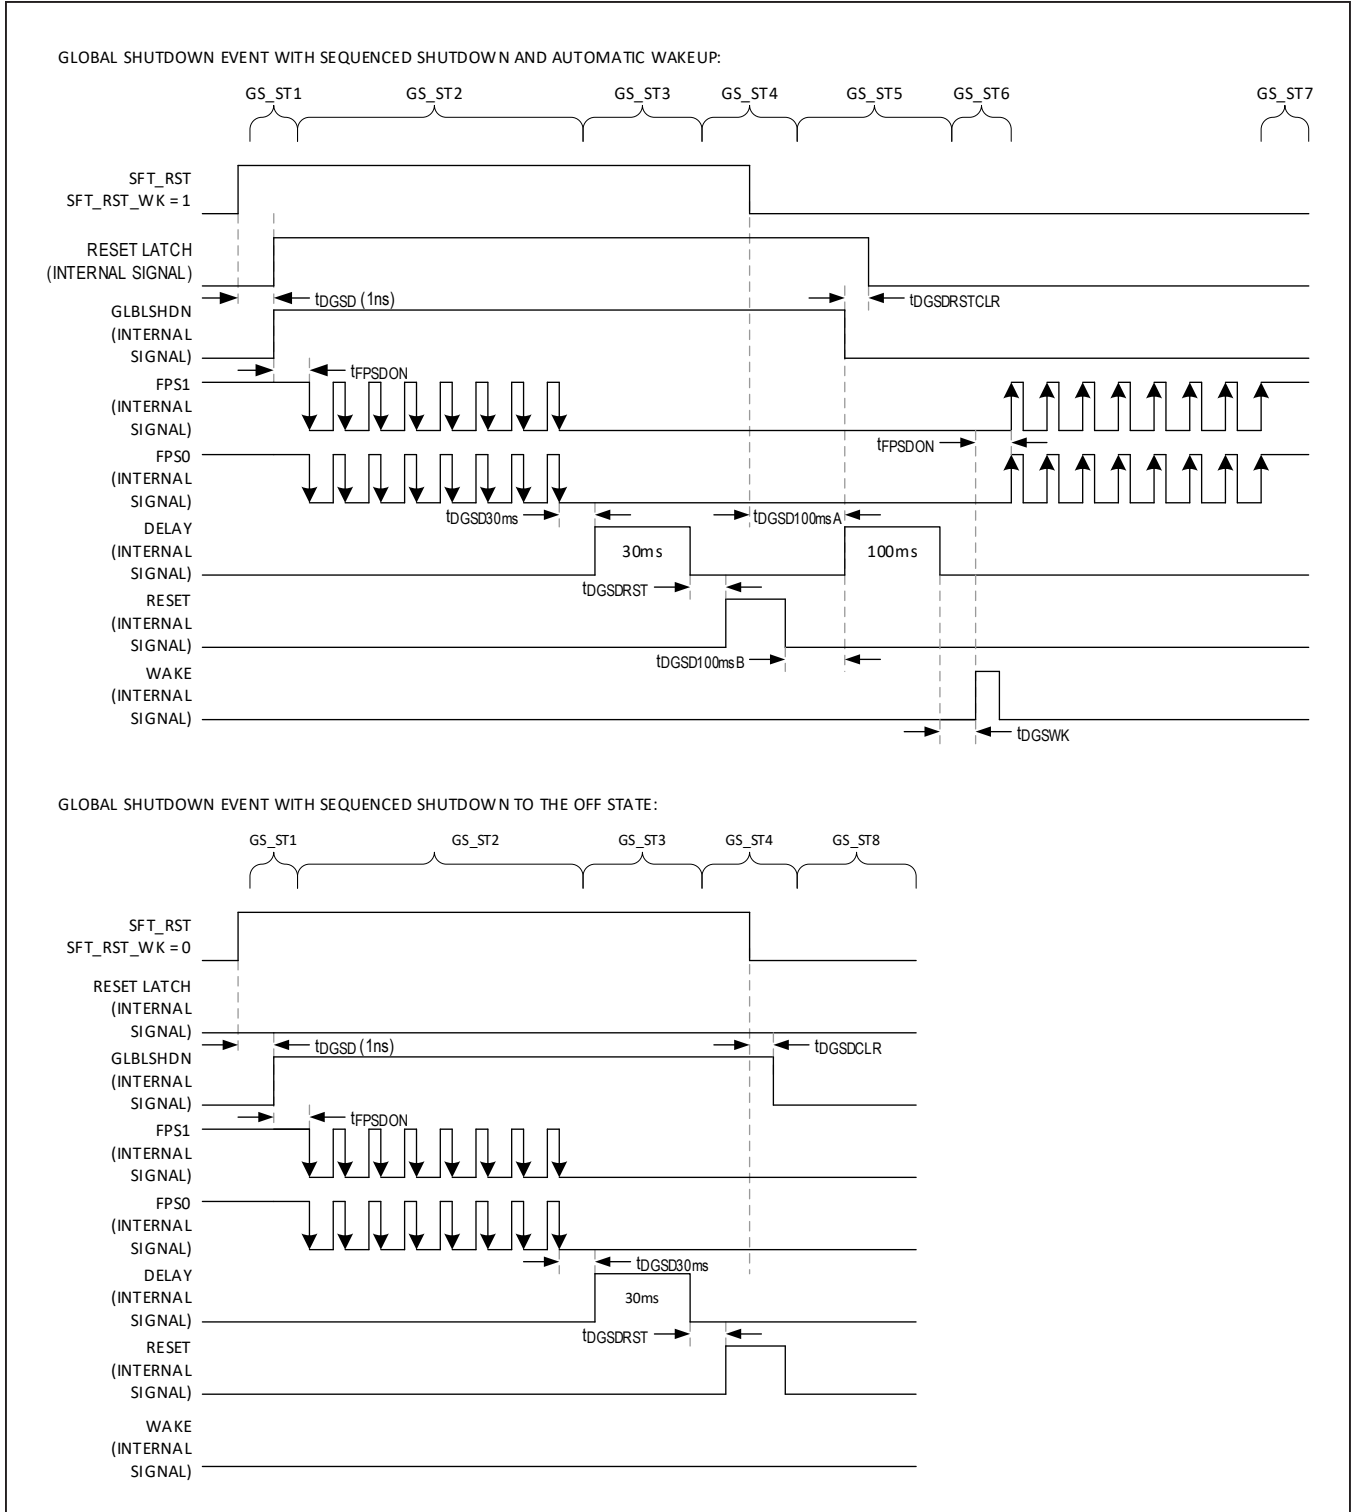 GLOBAL SHUTDOWN EVENT WITH SEQUENCED SHUTDOWN AND AUTOMATIC WAKEUP:
GS_ST1 GS_ST2 GS_ST3 GS_ST4 GS_ST5 GS_ST6 GS_ST7
SFT_RST
SFT_RST_WK = 1
RESET LATCH
(INTERNAL SIGNAL)
tDGSD (1ns)
tDGSDRSTCLR
GLBLSHDN
(INTERNAL
SIGNAL)
tFPSDON
FPS1
(INTERNAL
SIGNAL)
tFPSDON
FPS0
(INTERNAL
SIGNAL)
tDGSD30ms
tDGSD100msA
DELAY
(INTERNAL
SIGNAL)
30ms
100ms
tDGSDRST
RESET
(INTERNAL
SIGNAL)
tDGSD100msB
WAKE
(INTERNAL
SIGNAL)
tDGSWK
GLOBAL SHUTDOWN EVENT WITH SEQUENCED SHUTDOWN TO THE OFF STATE:
GS_ST1 GS_ST2 GS_ST3 GS_ST4 GS_ST8
SFT_RST
SFT_RST_WK = 0
RESET LATCH
(INTERNAL
SIGNAL)
tDGSD (1ns)
tDGSDCLR
GLBLSHDN
(INTERNAL
SIGNAL)
tFPSDON
FPS1
(INTERNAL
SIGNAL)
FPS0
(INTERNAL
SIGNAL)
tDGSD30ms
DELAY
(INTERNAL
SIGNAL)
30ms
tDGSDRST
RESET
(INTERNAL
SIGNAL)
WAKE
(INTERNAL
SIGNAL)